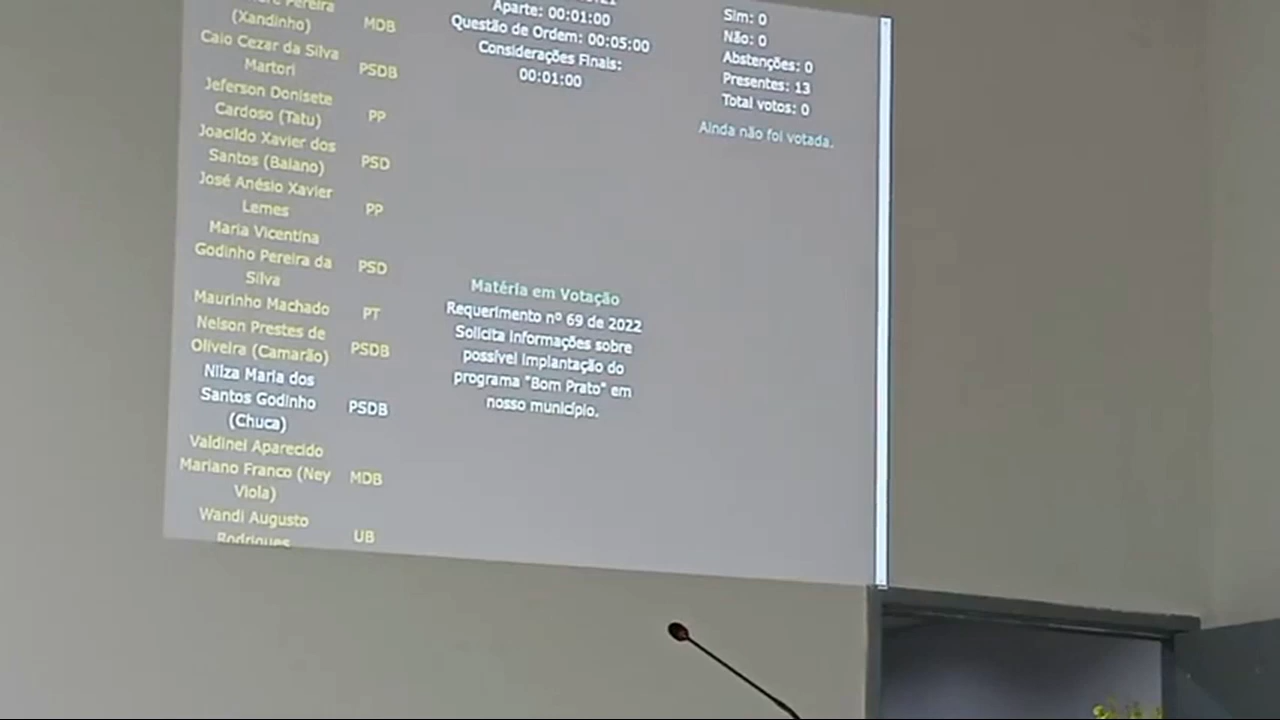 Pereira
(Xandinho) MDB
Caio Cezar da Silva
Martori PSDB
Jeferson Donisete
Cardoso (Tatu) PP
Joacildo Xavier dos
Santos (Baiano) PSD
José Anésio Xavier
Lemes PP
Maria Vicentina
Godinho Pereira da
Silva PSD
Maurinho Machado PT
Nelson Prestes de
Oliveira (Camarão) PSDB
Nilza Maria dos
Santos Godinho
(Chuca) PSDB
Valdinei Aparecido
Mariano Franco (Ney
Viola) MDB
Wandi Augusto
Rodrigues UB
Aparte: 00:01:00
Questão de Ordem: 00:05:00
Considerações Finais:
00:01:00
Matéria em Votação
Requerimento nº 69 de 2022
Solicita informações sobre
possível implantação do
programa "Bom Prato" em
nosso município.
Sim: 0
Não: 0
Abstenções: 0
Presentes: 13
Total votos: 0
Ainda não foi votada.